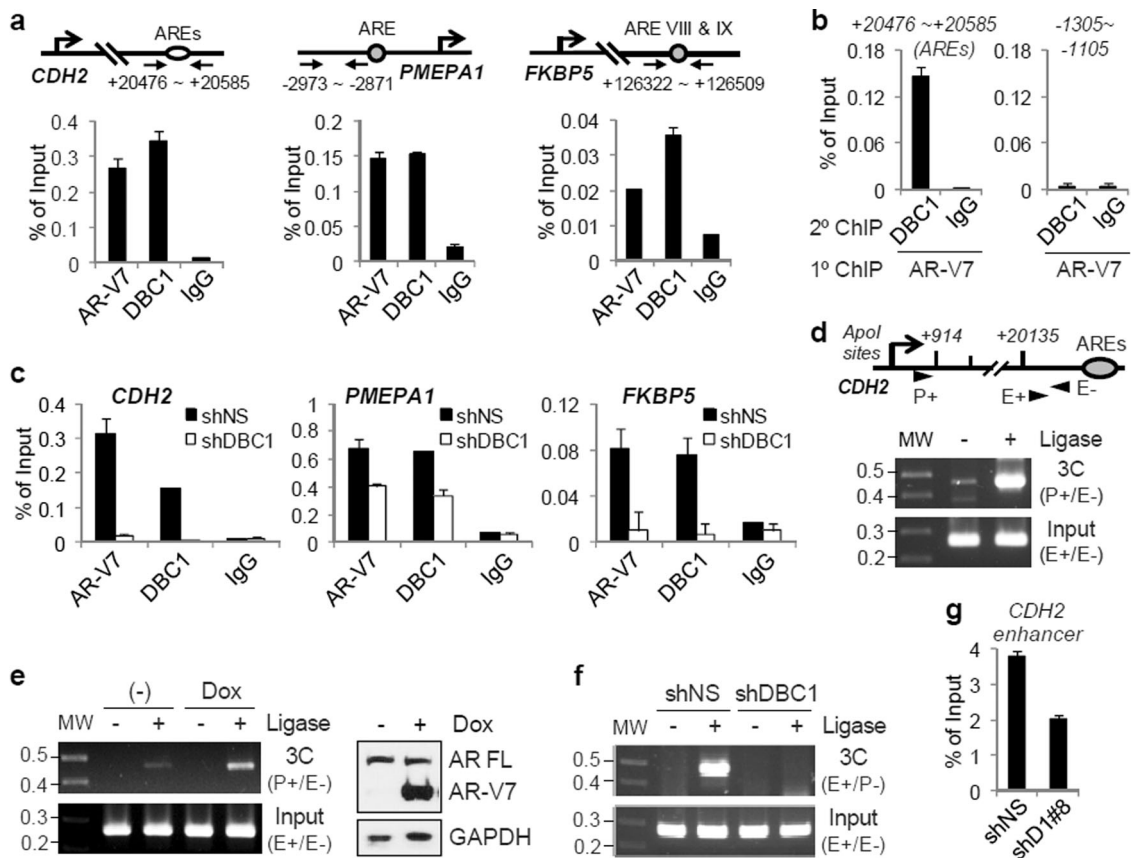 a
AREs
CDH2
+20476 ~ +20585
ARE
-2973 ~ -2871
PMEPA1
ARE VIII & IX
FKBP5
+126322 ~ +126509
% of Input
0.4
0.3
0.2
0.1
0
AR-V7
DBC1
IgG
% of Input
0.2
0.15
0.1
0.05
0
AR-V7
DBC1
IgG
% of Input
0.04
0.03
0.02
0.01
0
AR-V7
DBC1
IgG
b
+20476 ~+20585
(AREs)
-1305~
-1105
% of Input
0.18
0.12
0.06
0
% of Input
0.18
0.12
0.06
0
2º ChIP
DBC1
IgG
DBC1
IgG
1º ChIP
AR-V7
AR-V7
c
CDH2
shNS
shDBC1
% of Input
0.4
0.3
0.2
0.1
0
AR-V7
DBC1
IgG
PMEPA1
shNS
shDBC1
1
0.8
0.6
0.4
0.2
0
AR-V7
DBC1
IgG
FKBP5
shNS
shDBC1
0.12
0.08
0.04
0.00
AR-V7
DBC1
IgG
d
ApoI
sites
+914
+20135
AREs
CDH2
P+
E+
E-
MW
-
+
Ligase
0.5
0.4
3C
(P+/E-)
0.3
0.2
Input
(E+/E-)
e
(-)
Dox
MW
-
+
-
+
Ligase
0.5
0.4
3C
(P+/E-)
0.3
0.2
Input
(E+/E-)
-
+
Dox
AR FL
AR-V7
GAPDH
f
shNS
shDBC1
MW
-
+
-
+
Ligase
0.5
0.4
3C
(E+/P-)
0.3
0.2
Input
(E+/E-)
g
CDH2
enhancer
% of Input
4
3
2
1
0
shNS
shD1#8